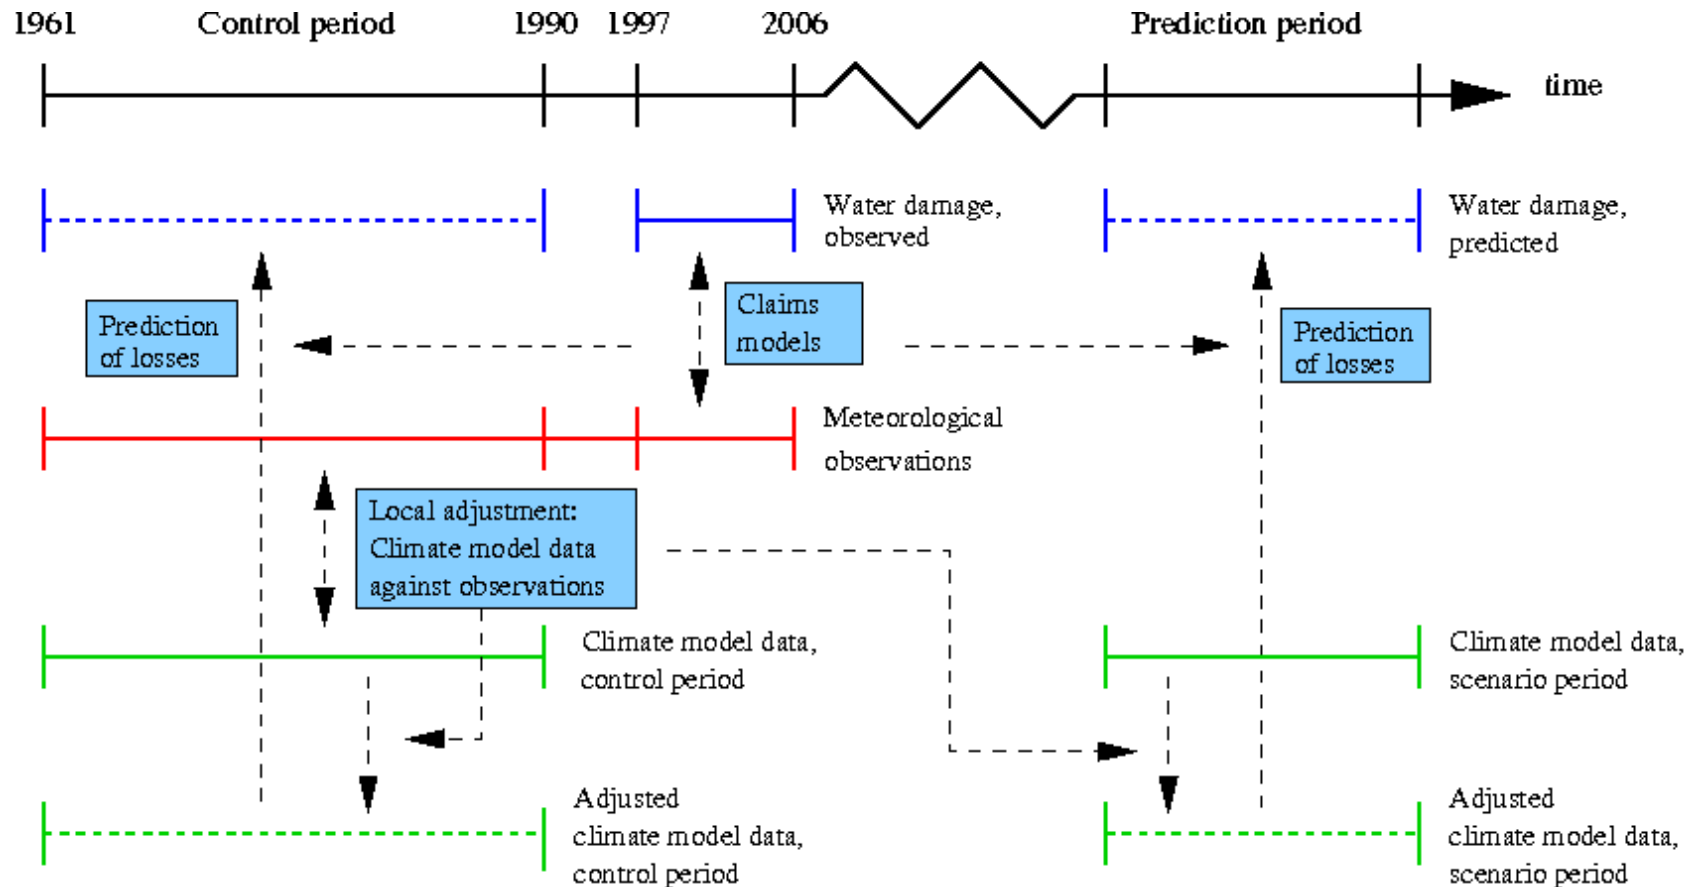 1961 Control period 1990 1997 2006 Prediction period
time
Water damage,
observed
Water damage,
predicted
Prediction
of losses
Claims
models
Prediction
of losses
Meteorological
observations
Local adjustment:
Climate model data
against observations
Climate model data,
control period
Climate model data,
scenario period
Adjusted
climate model data,
control period
Adjusted
climate model data,
scenario period